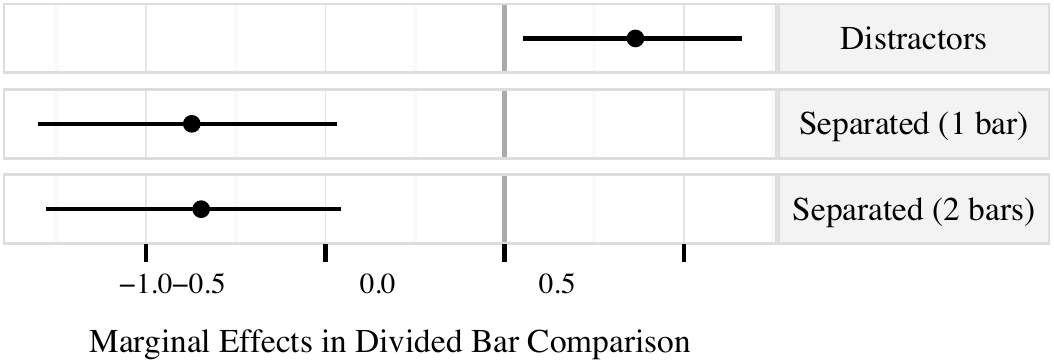 Distractors
Separated (1 bar)
Separated (2 bars)
−1.0−0.5 0.0 0.5
Marginal Effects in Divided Bar Comparison